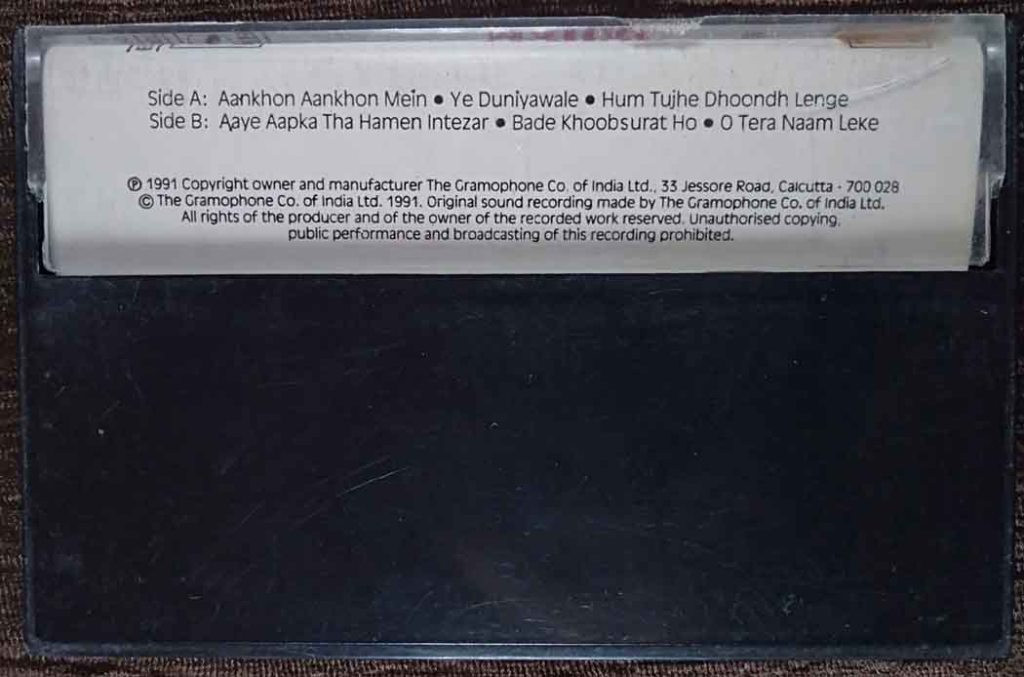 Side A: Aankhon Aankhon Mein • Ye Duniyawale • Hum Tujhe Dhoondh Lenge
Side B: Aaye Aapka Tha Hamen Intezar • Bade Khoobsurat Ho • O Tera Naam Leke
℗ 1991 Copyright owner and manufacturer The Gramophone Co. of India Ltd., 33 Jessore Road, Calcutta - 700 028
© The Gramophone Co. of India Ltd. 1991. Original sound recording made by The Gramophone Co. of India Ltd.
All rights of the producer and of the owner of the recorded work reserved. Unauthorised copying,
public performance and broadcasting of this recording prohibited.